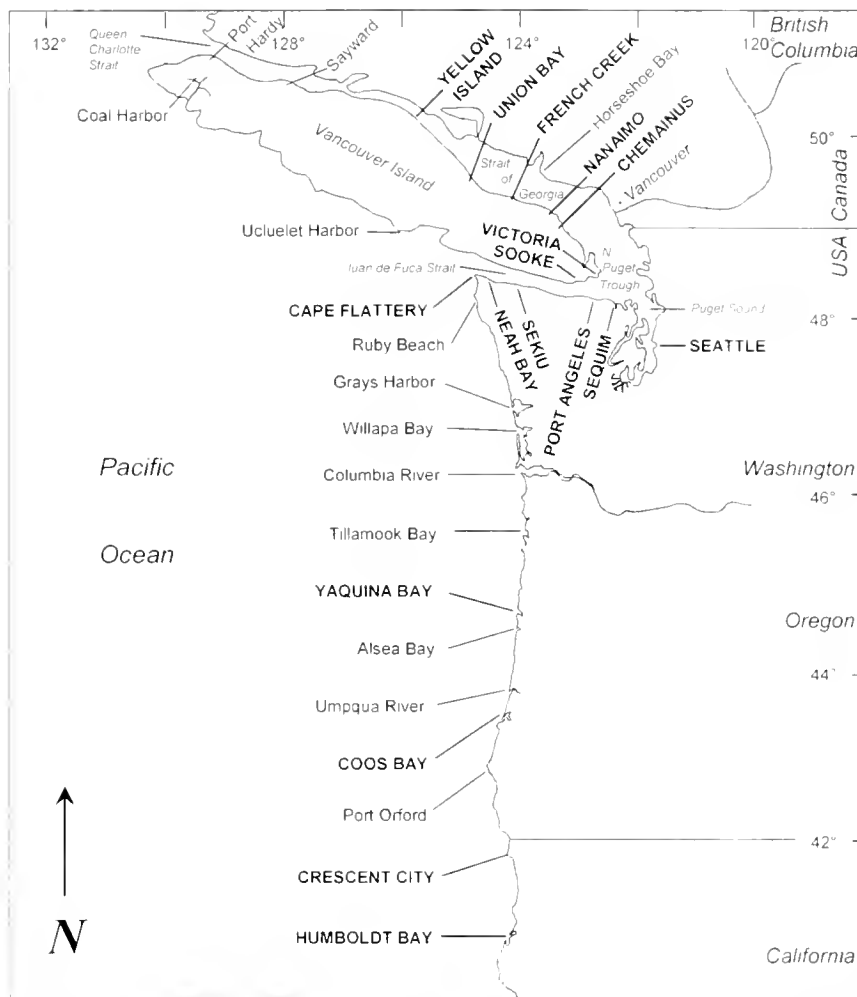 132°
128°
124°
120°
British
Columbia
Queen
Charlotte
Strait
Port
Hardy
Sayward
YELLOW
ISLAND
UNION BAY
FRENCH CREEK
Horseshoe Bay
NANAIMO
CHEMAINUS
Vancouver
Coal Harbor
Vancouver Island
Strait
of
Georgia
50°
Canada
USA
Ucluelet Harbor
VICTORIA
SOOKE
N
Puget
Trough
Juan de Fuca Strait
CAPE FLATTERY
NEAH BAY
SEKIU
PORT ANGELES
SEQUIM
Puget Sound
48°
SEATTLE
Ruby Beach
Grays Harbor
Willapa Bay
Pacific
Ocean
Columbia River
Washington
46°
Tillamook Bay
YAQUINA BAY
Oregon
Alsea Bay
44°
Umpqua River
COOS BAY
Port Orford
42°
CRESCENT CITY
HUMBOLDT BAY
N
California